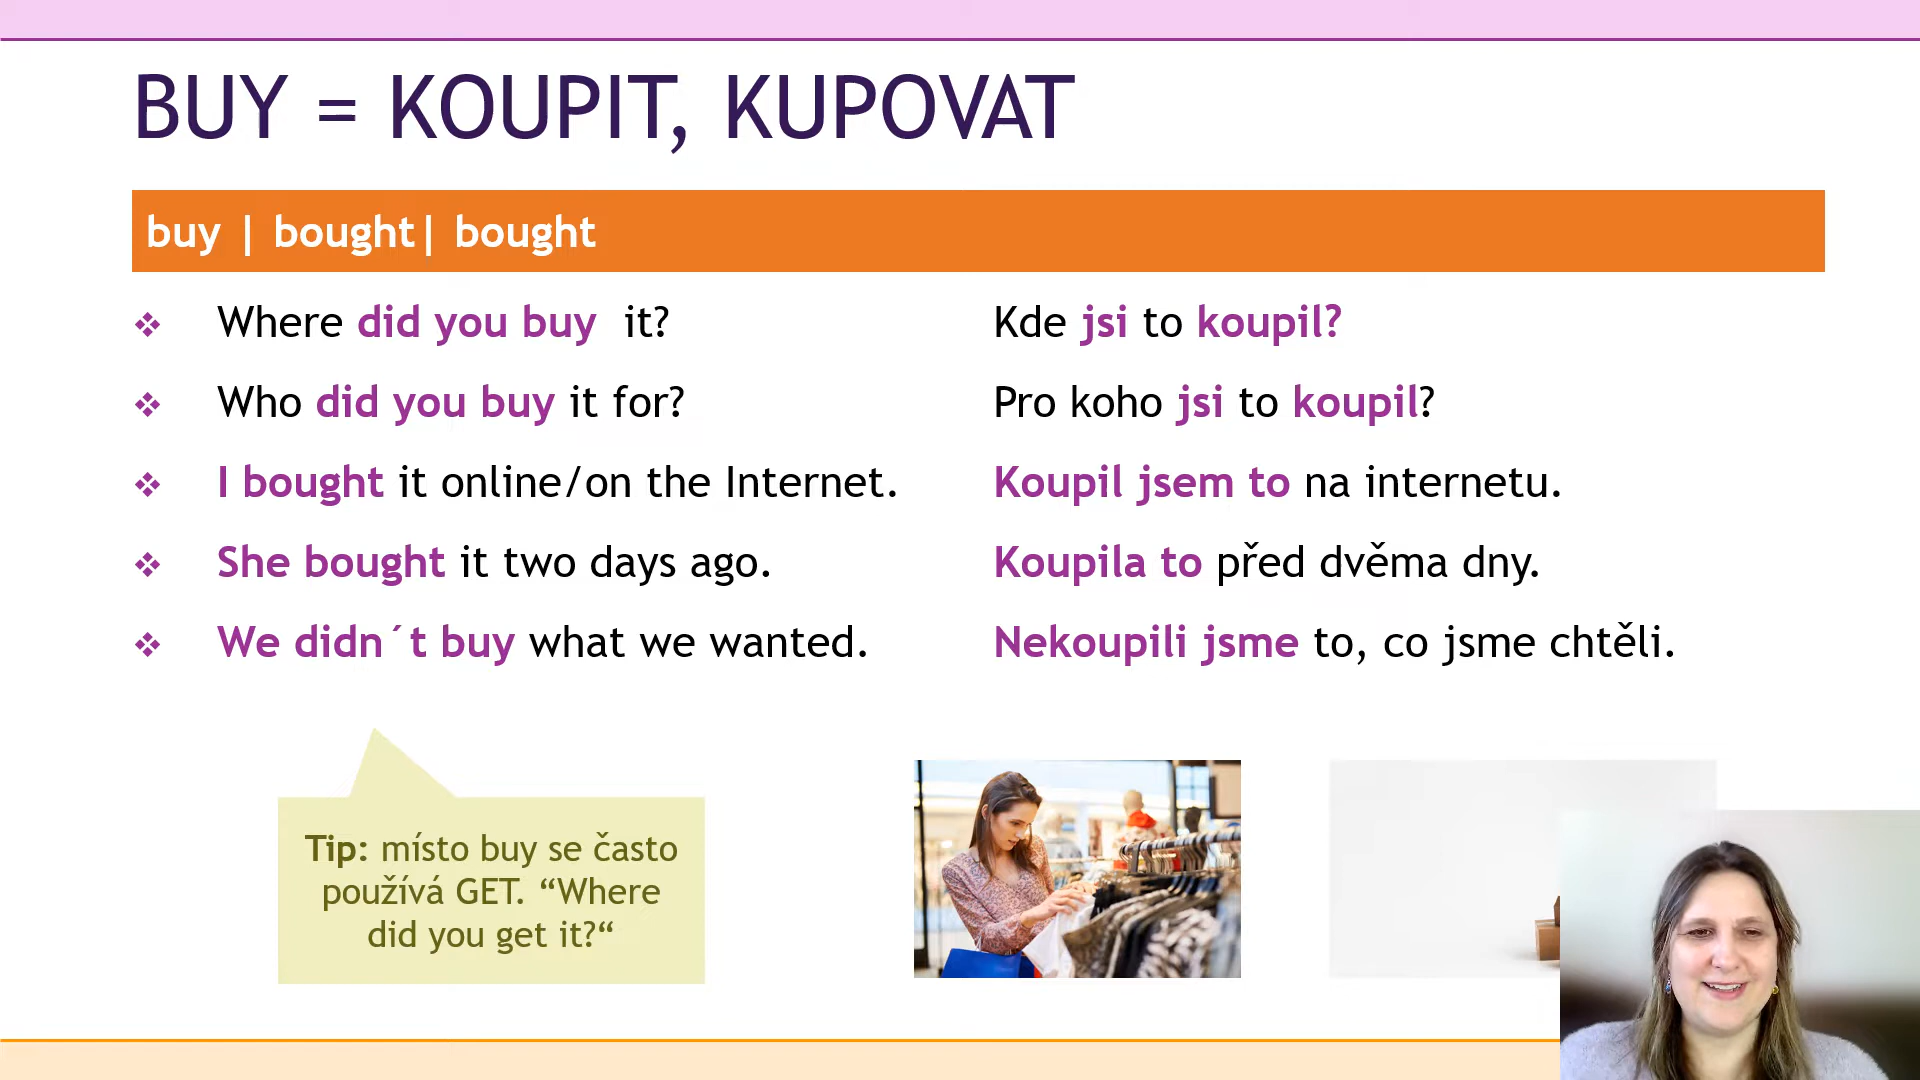 BUY = KOUPIT, KUPOVAT
buy | bought| bought
❖ Where did you buy  it? Kde jsi to koupil?
❖ Who did you buy it for? Pro koho jsi to koupil?
❖ I bought it online/on the Internet. Koupil jsem to na internetu.
❖ She bought it two days ago. Koupila to před dvěma dny.
❖ We didn´t buy what we wanted. Nekoupili jsme to, co jsme chtěli.
Tip: místo buy se často
používá GET. “Where
did you get it?“